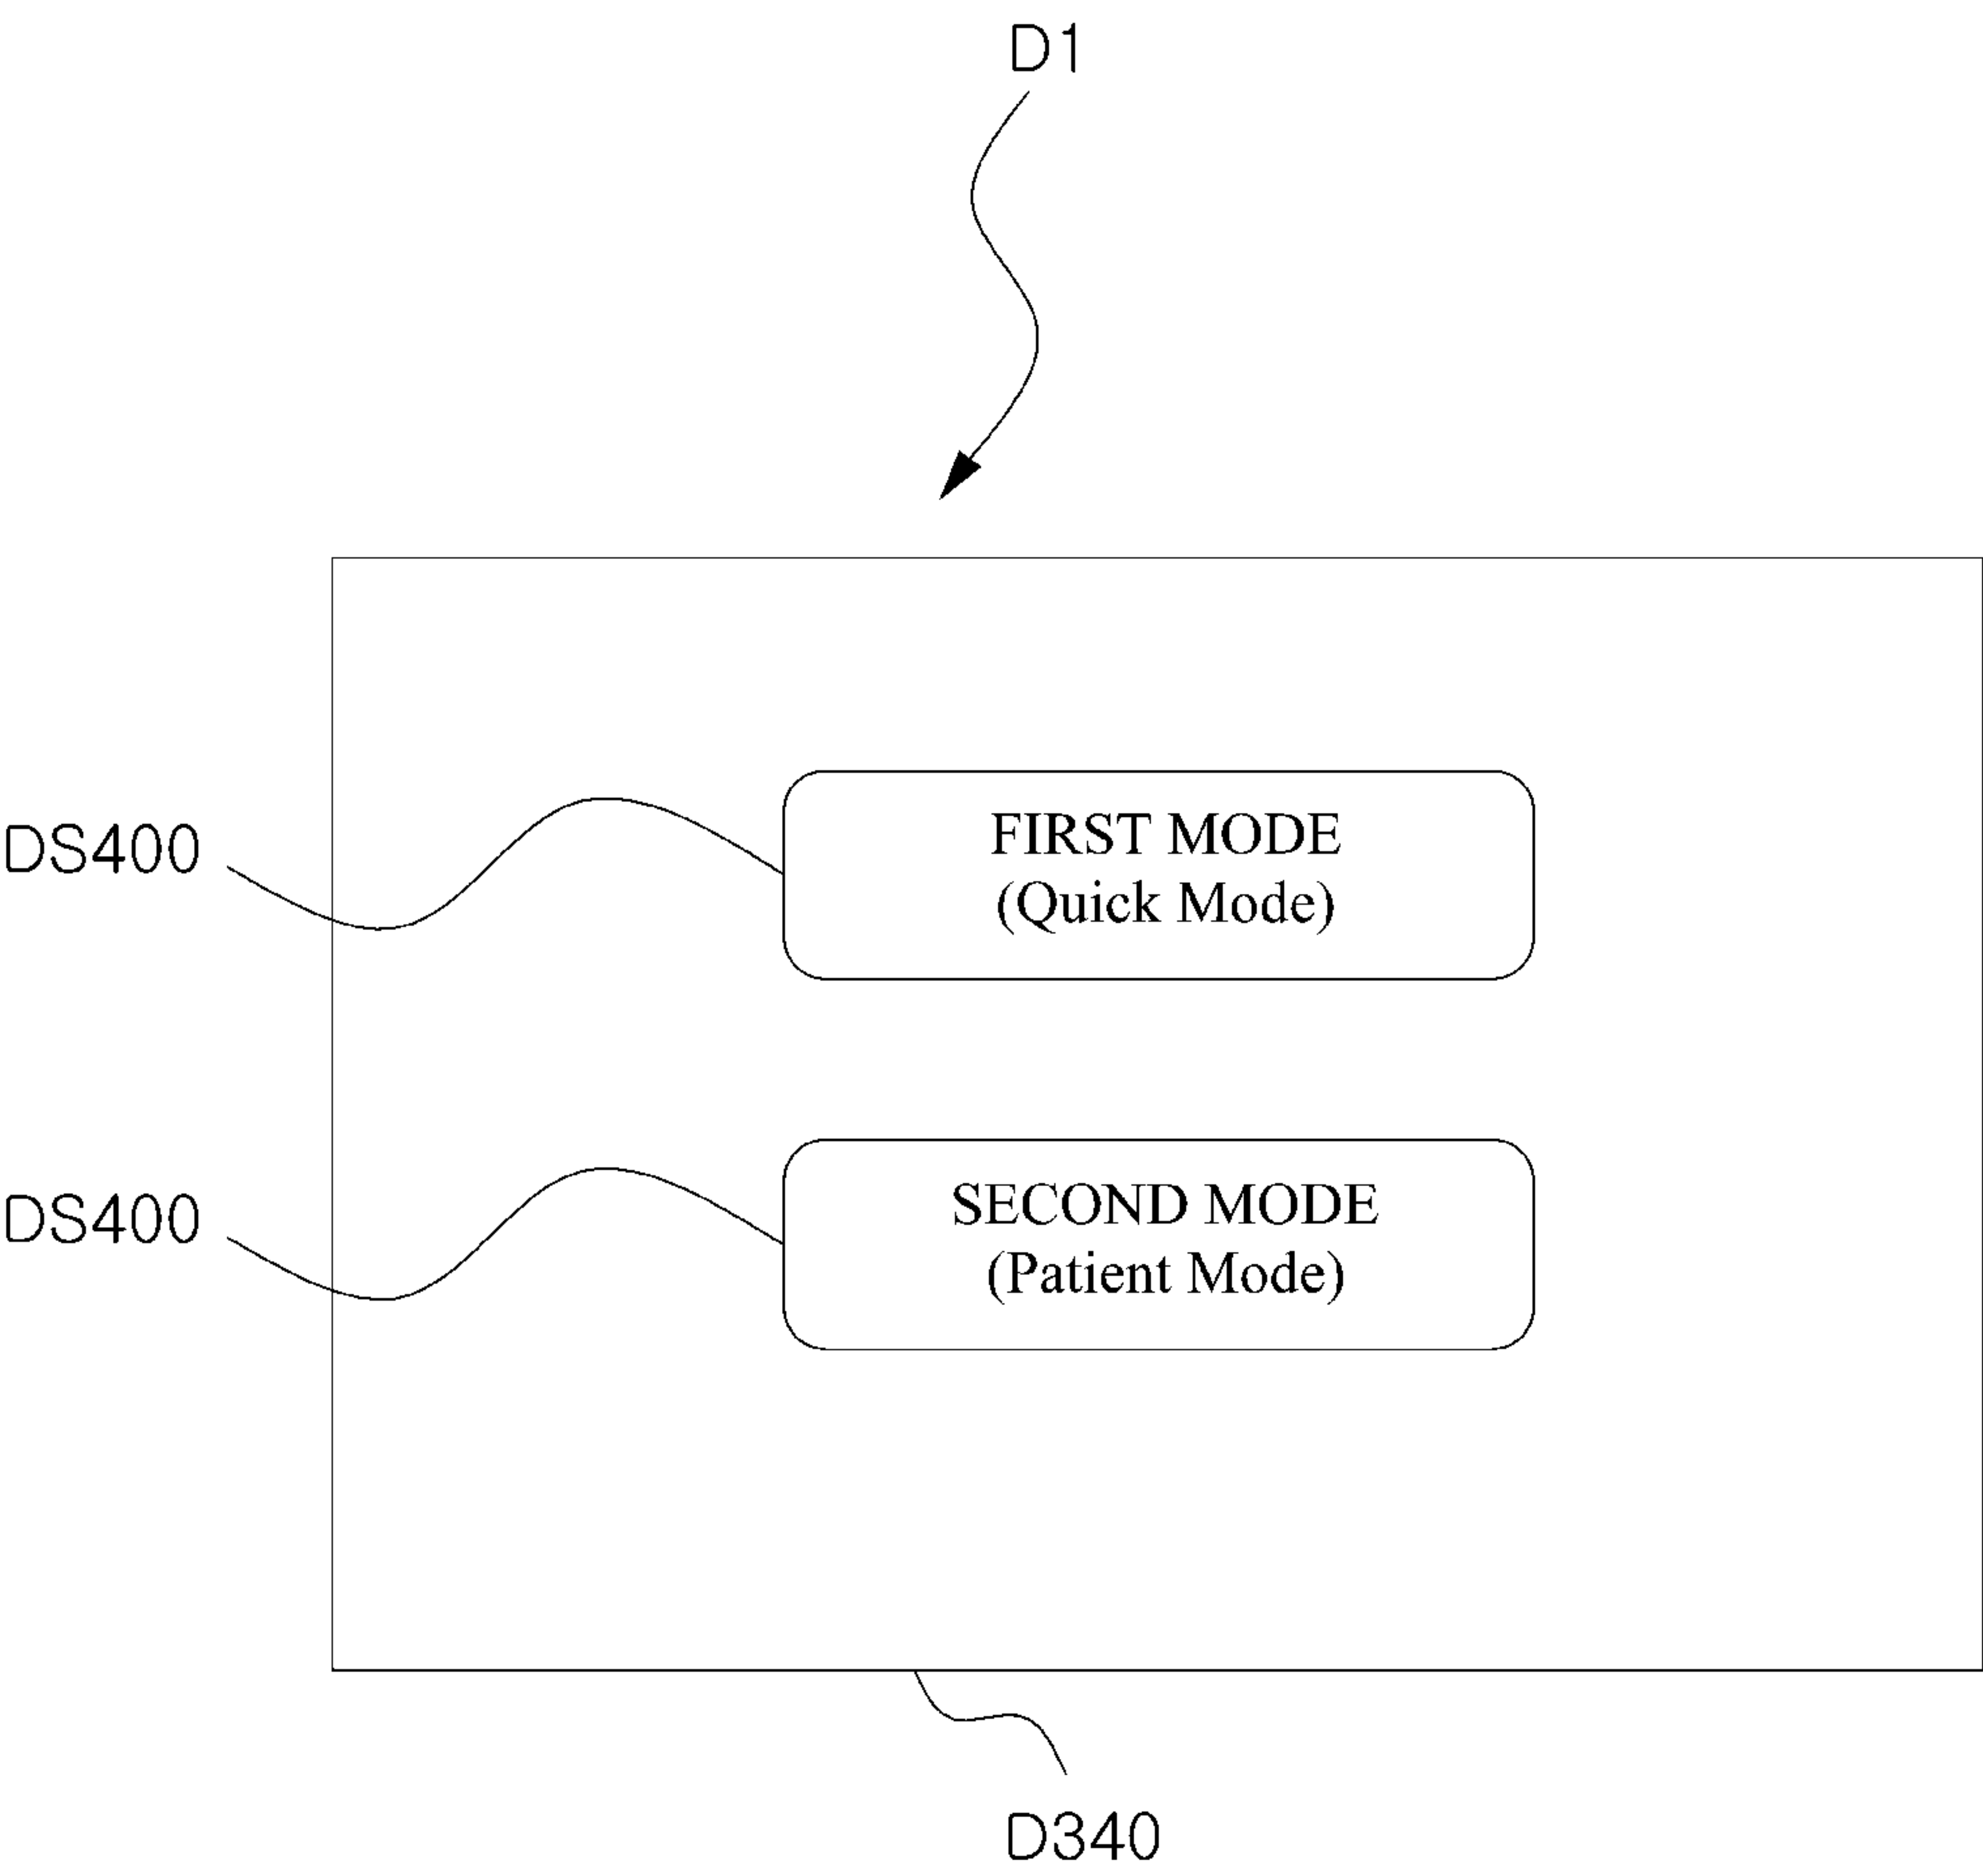 D1
DS400
FIRST MODE
(Quick Mode)
DS400
SECOND MODE
(Patient Mode)
D340